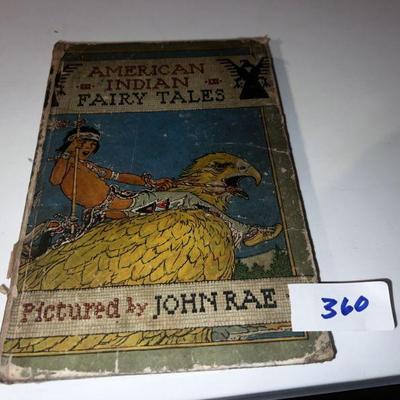 AMERICAN
INDIAN
FAIRY TALES
Pictured by JOHN RAE
360